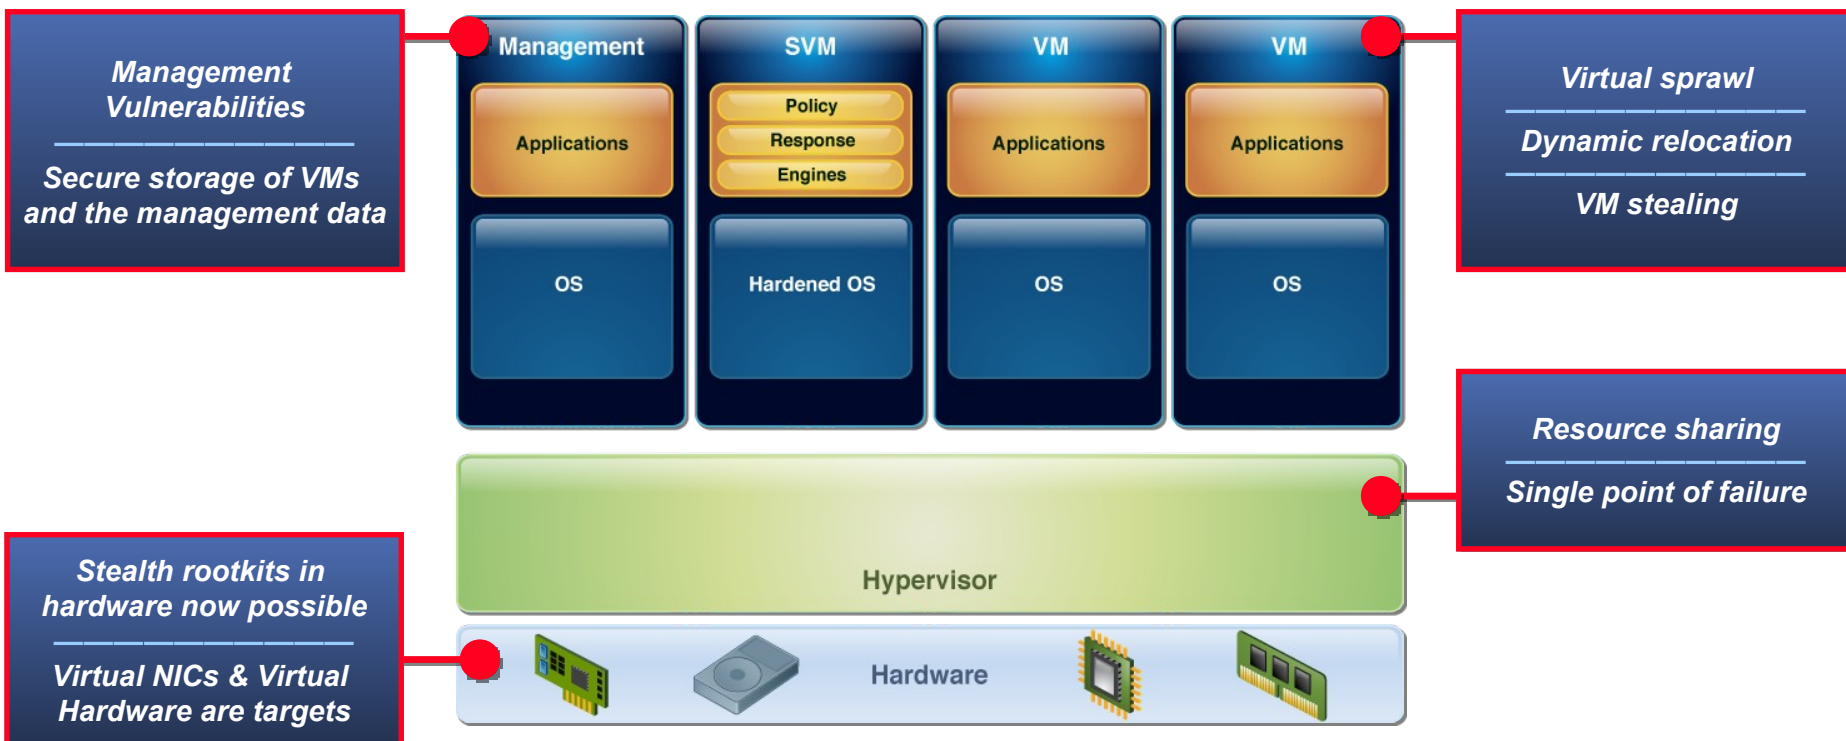 Management
Vulnerabilities
Secure storage of VMs
and the management data
Management
Applications
OS
SVM
Policy
Response
Engines
Hardened OS
VM
Applications
OS
VM
Applications
OS
Virtual sprawl
Dynamic relocation
VM stealing
Resource sharing
Single point of failure
Hypervisor
Stealth rootkits in
hardware now possible
Virtual NICs & Virtual
Hardware are targets
Hardware